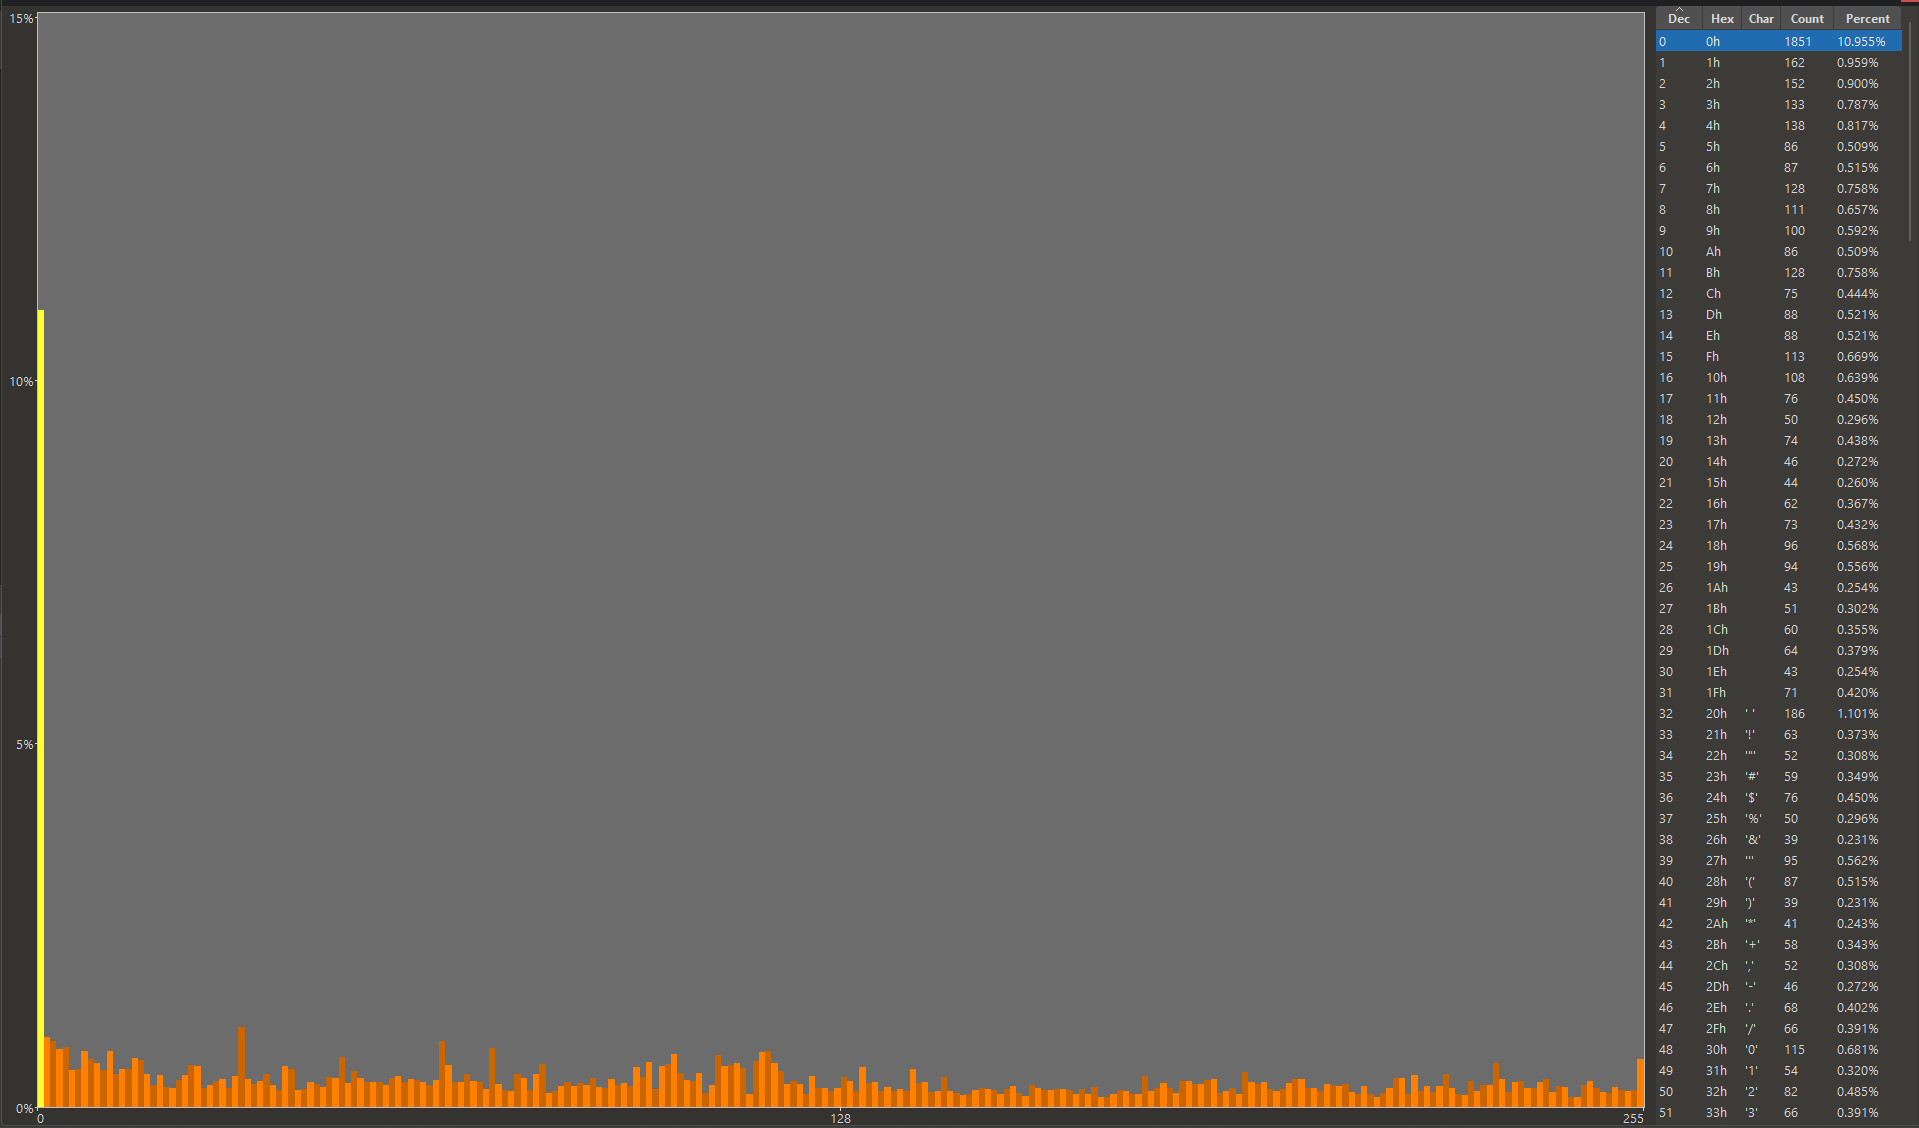 15%
10%
5%
0%
0 128 255
Dec Hex Char Count Percent
0 0h 1851 10.955%
1 1h 162 0.959%
2 2h 152 0.900%
3 3h 133 0.787%
4 4h 138 0.817%
5 5h 86 0.509%
6 6h 87 0.515%
7 7h 128 0.758%
8 8h 111 0.657%
9 9h 100 0.592%
10 Ah 86 0.509%
11 Bh 128 0.758%
12 Ch 75 0.444%
13 Dh 88 0.521%
14 Eh 88 0.521%
15 Fh 113 0.669%
16 10h 108 0.639%
17 11h 76 0.450%
18 12h 50 0.296%
19 13h 74 0.438%
20 14h 46 0.272%
21 15h 44 0.260%
22 16h 62 0.367%
23 17h 73 0.432%
24 18h 96 0.568%
25 19h 94 0.556%
26 1Ah 43 0.254%
27 1Bh 51 0.302%
28 1Ch 60 0.355%
29 1Dh 64 0.379%
30 1Eh 43 0.254%
31 1Fh 71 0.420%
32 20h ' ' 186 1.101%
33 21h '!' 63 0.373%
34 22h '"' 52 0.308%
35 23h '#' 59 0.349%
36 24h '$' 76 0.450%
37 25h '%' 50 0.296%
38 26h '&' 39 0.231%
39 27h ''' 95 0.562%
40 28h '(' 87 0.515%
41 29h ')' 39 0.231%
42 2Ah '*' 41 0.243%
43 2Bh '+' 58 0.343%
44 2Ch ',' 52 0.308%
45 2Dh '-' 46 0.272%
46 2Eh '.' 68 0.402%
47 2Fh '/' 66 0.391%
48 30h '0' 115 0.681%
49 31h '1' 54 0.320%
50 32h '2' 82 0.485%
51 33h '3' 66 0.391%